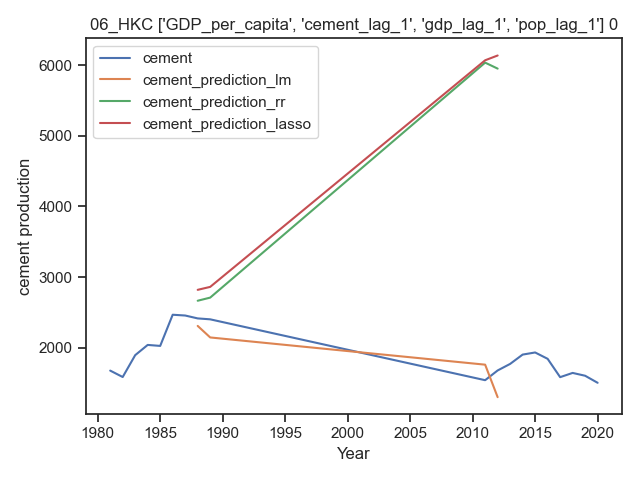 06_HKC ['GDP_per_capita', 'cement_lag_1', 'gdp_lag_1', 'pop_lag_1'] 0
cement
cement_prediction_lm
cement_prediction_rr
cement_prediction_lasso
6000
5000
4000
3000
2000
cement production
1980 1985 1990 1995 2000 2005 2010 2015 2020
Year